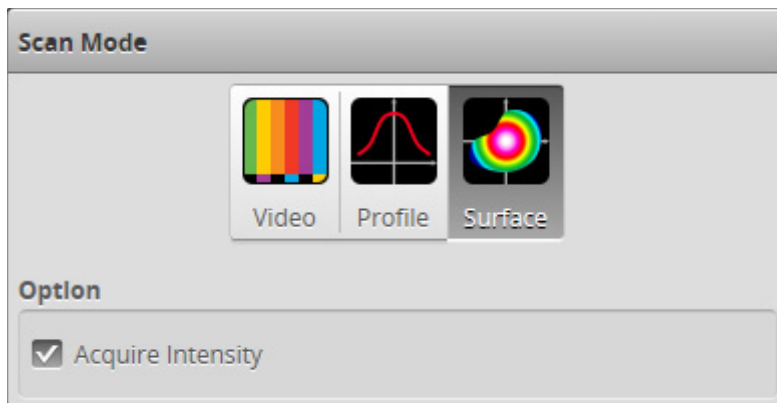 Scan Mode
Video Profile Surface
Option
Acquire Intensity